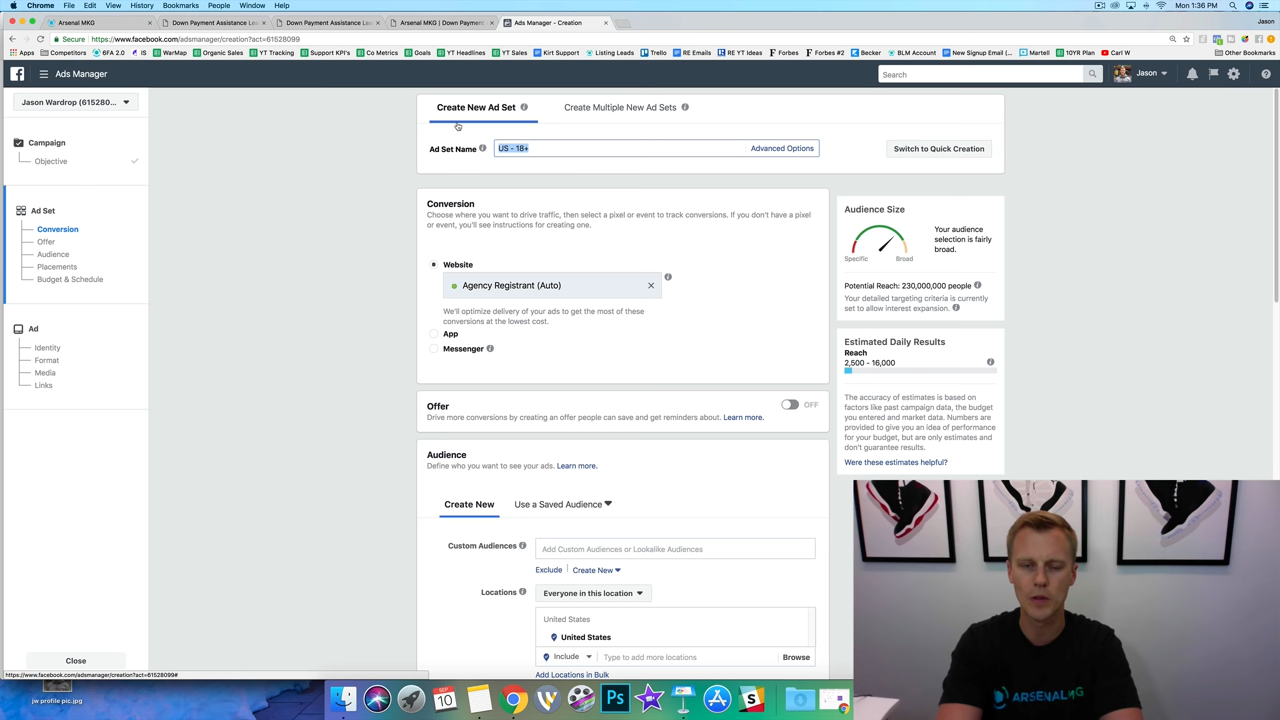 Chrome File Edit View History Bookmarks People Window Help
Mon 1:36 PM
Arsenal MKG
Down Payment Assistance Lea
Down Payment Assistance Lea
Arsenal MKG | Down Payment
Ads Manager - Creation
Jason
Secure https://www.facebook.com/adsmanager/creation?act=61528099
Apps Competitors 6FA 2.0 IS WarMap Organic Sales YT Tracking Support KPI's Co Metrics Goals YT Headlines YT Sales Kirt Support Listing Leads Trello RE YT Ideas Forbes Forbes #2 Becker BLM Account New Signup Email Martell 10YR Plan Carl W Other Bookmarks
Ads Manager
Search
Jason
Jason Wardrop (615280...
Campaign
Objective
Ad Set
Conversion
Offer
Audience
Placements
Budget & Schedule
Ad
Identity
Format
Media
Links
Close
Create New Ad Set
Create Multiple New Ad Sets
Ad Set Name
US - 18+
Advanced Options
Switch to Quick Creation
Conversion
Choose where you want to drive traffic, then select a pixel or event to track conversions. If you don't have a pixel
or event, you'll see instructions for creating one.
Website
Agency Registrant (Auto)
We'll optimize delivery of your ads to get the most of these
conversions at the lowest cost.
App
Messenger
Offer
OFF
Drive more conversions by creating an offer people can save and get reminders about. Learn more.
Audience
Define who you want to see your ads. Learn more.
Create New
Use a Saved Audience
Custom Audiences
Add Custom Audiences or Lookalike Audiences
Exclude | Create New
Locations
Everyone in this location
United States
United States
Include
Type to add more locations
Browse
Add Locations in Bulk
Audience Size
Specific
Broad
Your audience
selection is fairly
broad.
Potential Reach: 230,000,000 people
Your detailed targeting criteria is currently
set to allow interest expansion.
Estimated Daily Results
Reach
2,500 - 16,000
The accuracy of estimates is based on
factors like past campaign data, the budget
you entered and market data. Numbers are
provided to give you an idea of performance
for your budget, but are only estimates and
don't guarantee results.
Were these estimates helpful?
https://www.facebook.com/adsmanager/creation?act=61528099#
jw profile pic.jpg
SEP
10
Ps
ARSENALMKG